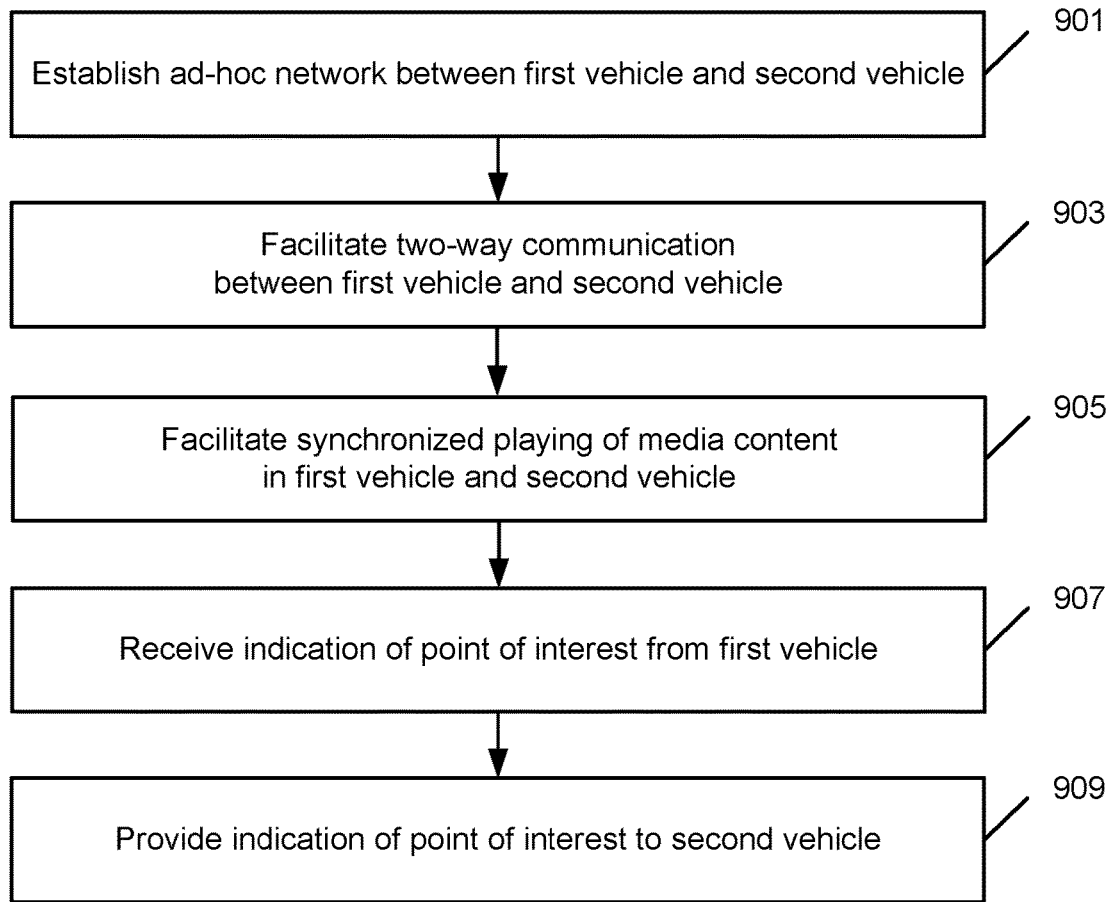 901
Establish ad-hoc network between first vehicle and second vehicle
903
Facilitate two-way communication
between first vehicle and second vehicle
905
Facilitate synchronized playing of media content
in first vehicle and second vehicle
907
Receive indication of point of interest from first vehicle
909
Provide indication of point of interest to second vehicle